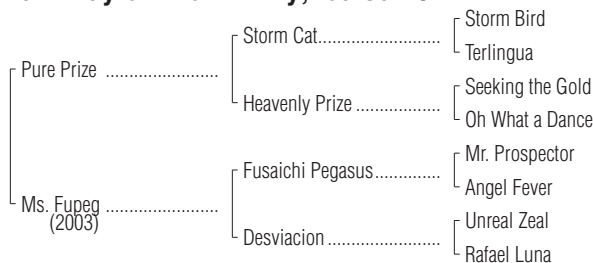 Storm Bird
Storm Cat..........................
Terlingua
Pure Prize ........................
Seeking the Gold
Heavenly Prize ..................
Oh What a Dance
Mr. Prospector
Fusaichi Pegasus..............
Angel Fever
Ms. Fupeg ........................
(2003)
Unreal Zeal
Desviacion ........................
Rafael Luna